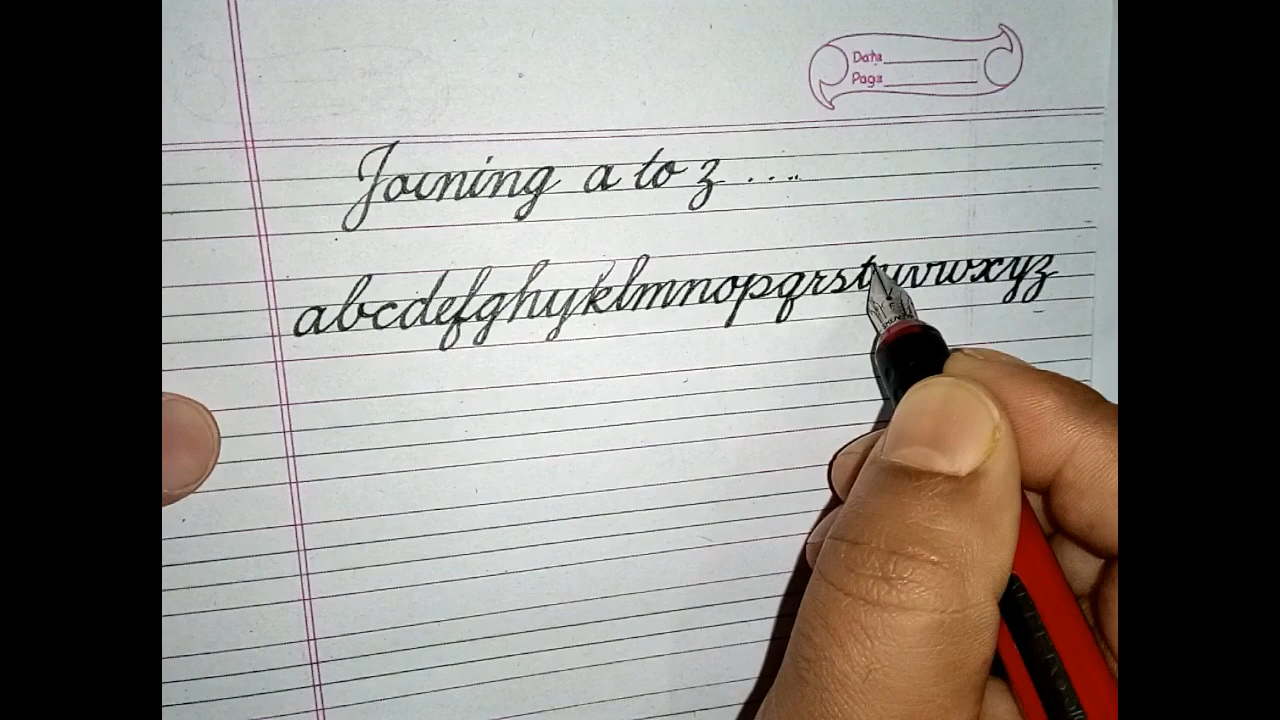 Date
Page
Joining a to z ....
abcdefghijklmnopqrstuvwxyz